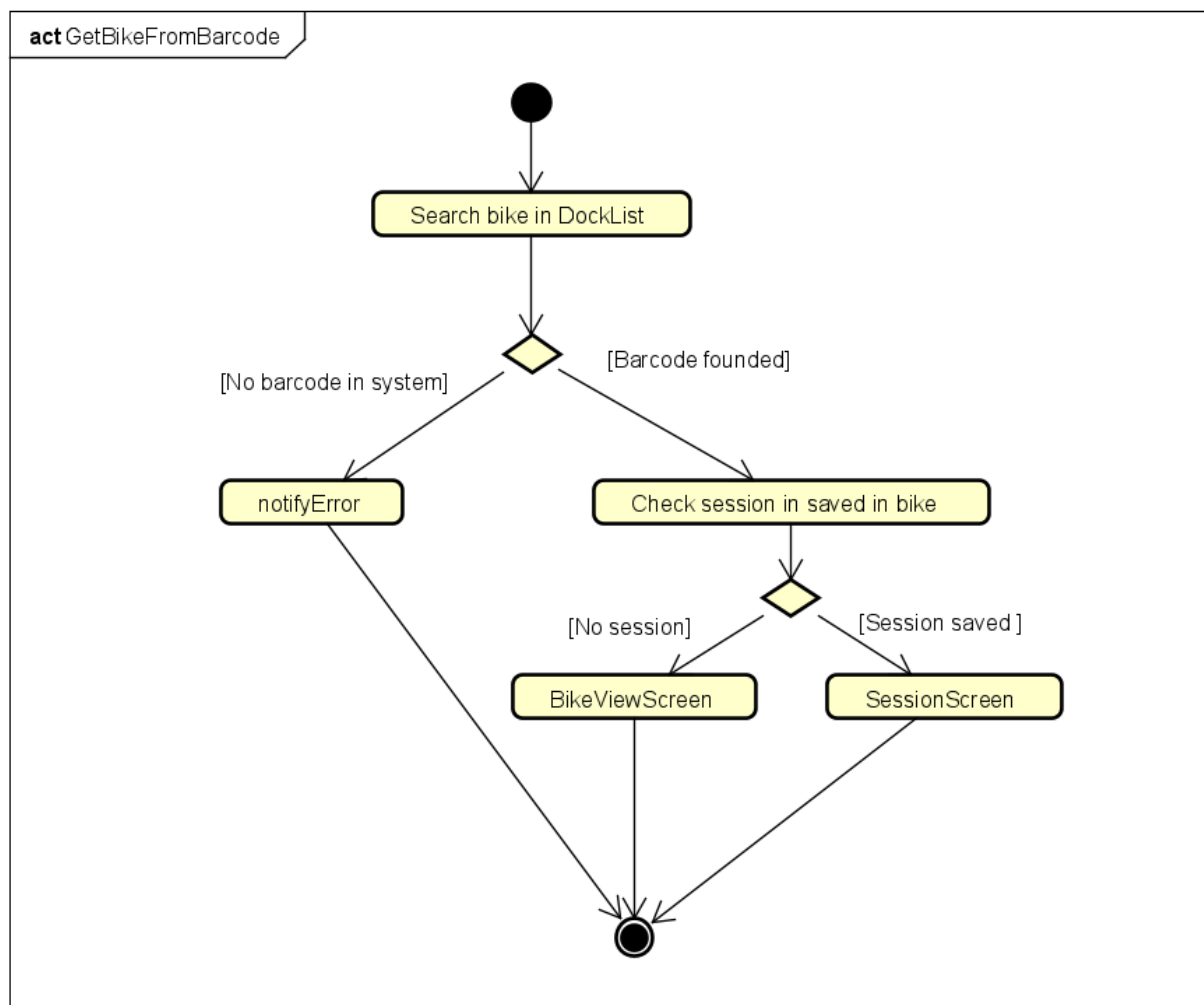 act GetBikeFromBarcode
Search bike in DockList
[Barcode founded]
[No barcode in system]
notifyError
Check session in saved in bike
[No session]
[Session saved ]
BikeViewScreen
SessionScreen